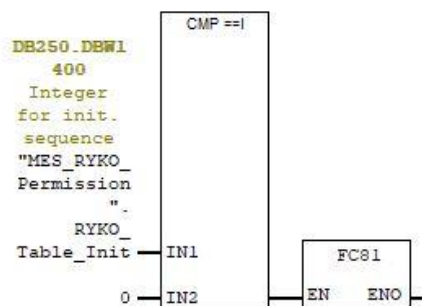 CMP ==I
DB250.DBW1
400
Integer
for init.
sequence
"MES_RYKO_
Permission
".
RYKO_
Table_Init
IN1
0
IN2
FC81
EN
ENO